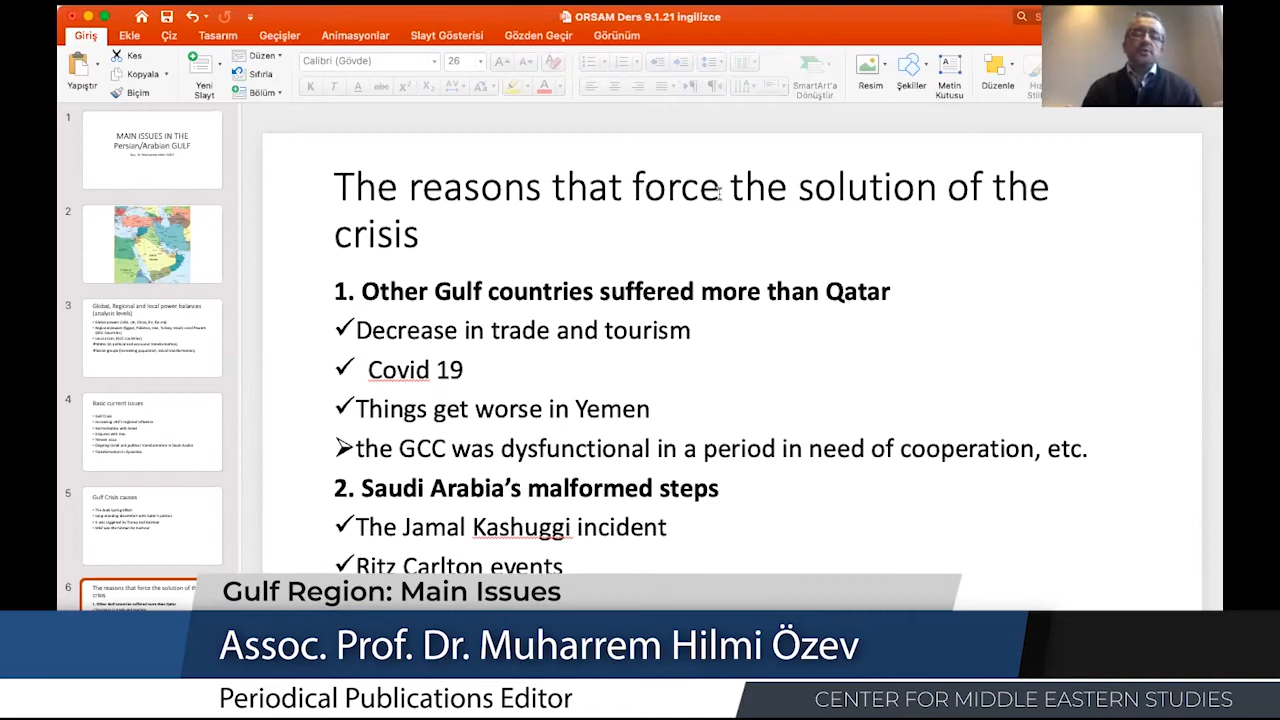 ORSAM Ders 9.1.21 ingilizce
Giriş Ekle Çiz Tasarım Geçişler Animasyonlar Slayt Gösterisi Gözden Geçir Görünüm
Yapıştır
Kes
Kopyala
Biçim
Yeni Slayt
Düzen
Sıfırla
Bölüm
Calibri (Gövde) 26
SmartArt'a Dönüştür
Resim
Şekiller
Metin Kutusu
Düzenle
1
MAIN ISSUES IN THE
Persian/Arabian GULF
2
3
Global, Regional and local power balances
(analysis levels)
4
Basic current issues
5
Gulf Crisis causes
6
The reasons that force the solution of
crisis
The reasons that force the solution of the
crisis
1. Other Gulf countries suffered more than Qatar
✓Decrease in trade and tourism
✓ Covid 19
✓Things get worse in Yemen
➢the GCC was dysfunctional in a period in need of cooperation, etc.
2. Saudi Arabia's malformed steps
✓The Jamal Kashuggi incident
✓Ritz Carlton events
Gulf Region: Main Issues
Assoc. Prof. Dr. Muharrem Hilmi Özev
Periodical Publications Editor
CENTER FOR MIDDLE EASTERN STUDIES